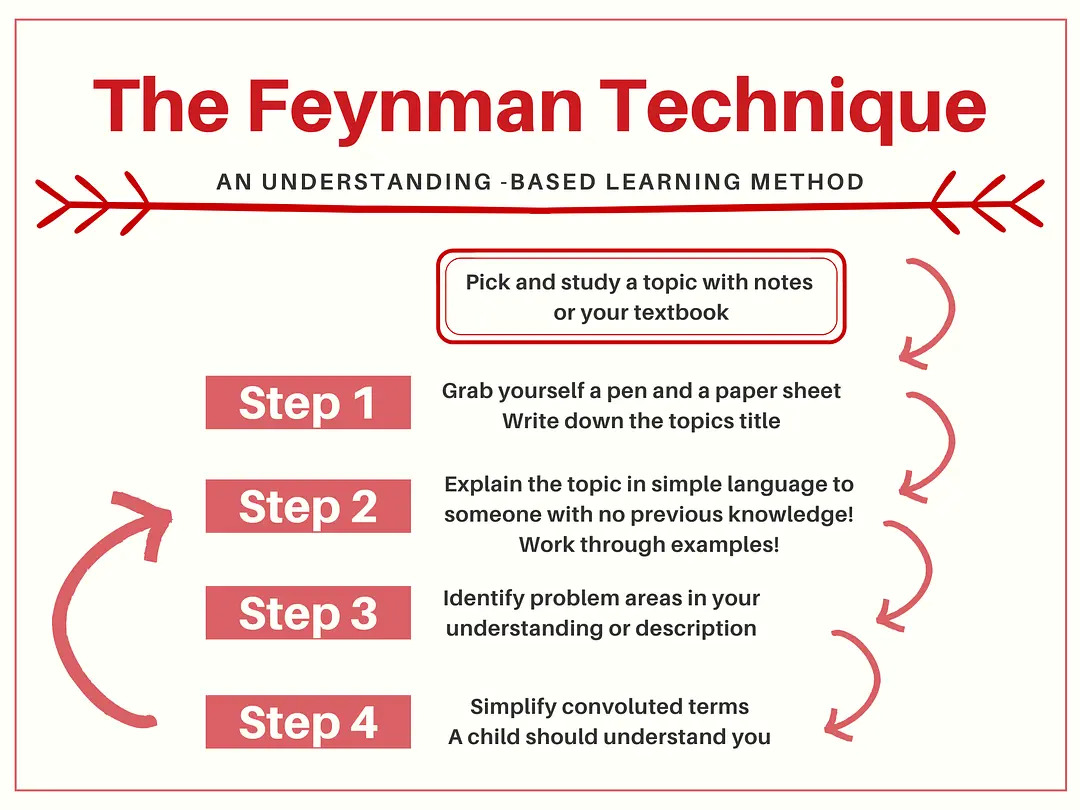 The Feynman Technique
AN UNDERSTANDING -BASED LEARNING METHOD
Pick and study a topic with notes
or your textbook
Step 1
Grab yourself a pen and a paper sheet
Write down the topics title
Step 2
Explain the topic in simple language to
someone with no previous knowledge!
Work through examples!
Step 3
Identify problem areas in your
understanding or description
Step 4
Simplify convoluted terms
A child should understand you